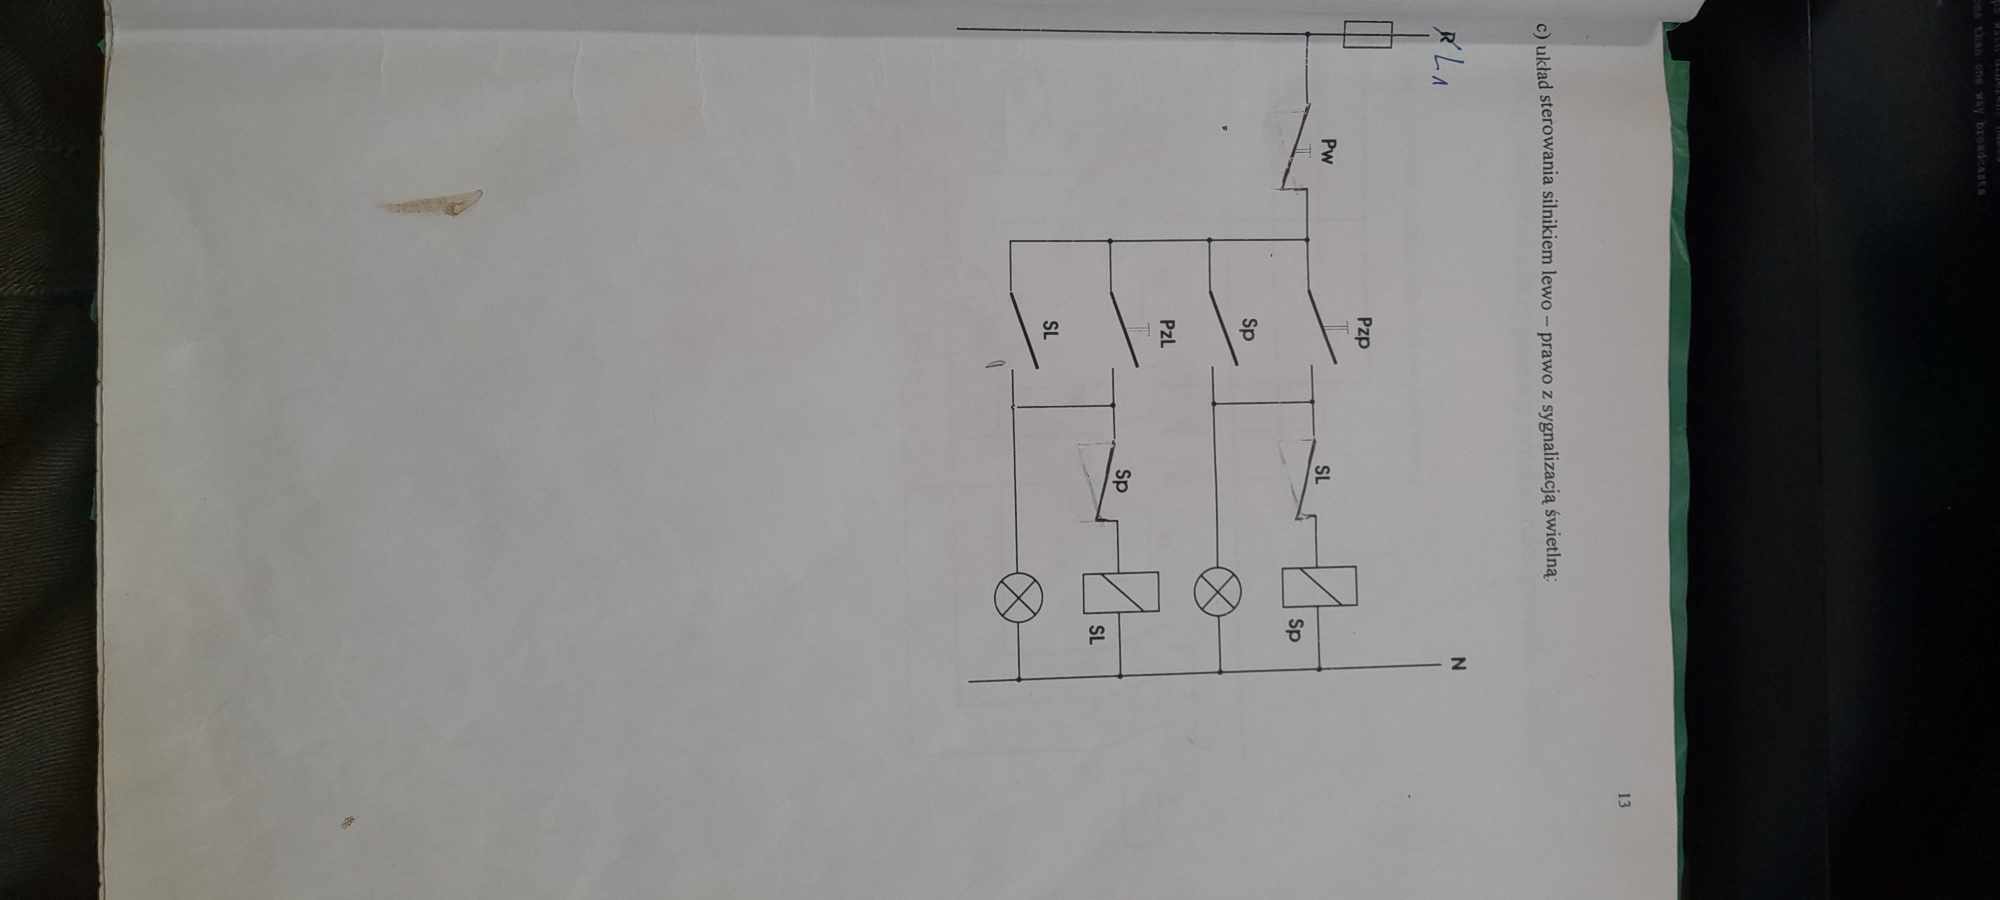 13
c) układ sterowania silnikiem lewo – prawo z sygnalizacją świetlną:
R L1
N
Pw
Pzp
SL
Sp
Sp
PzL
Sp
SL
SL